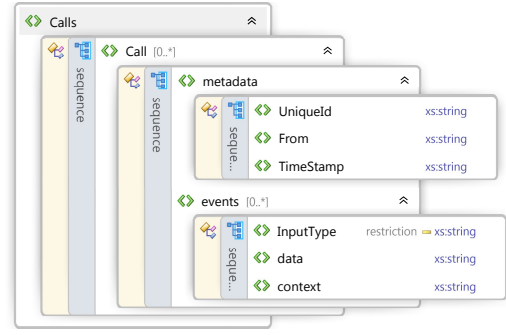 Calls
Call [0..*]
sequence
metadata
sequence
UniqueId xs:string
seque...
From xs:string
TimeStamp xs:string
events [0..*]
InputType restriction xs:string
seque...
data xs:string
context xs:string